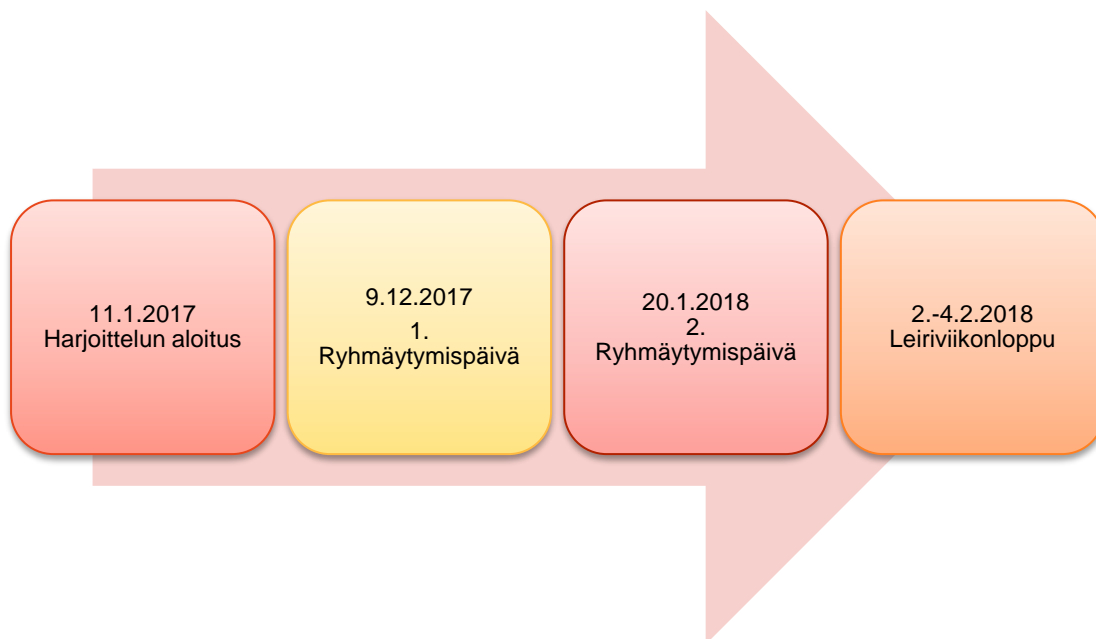 11.1.2017
Harjoittelun aloitus
9.12.2017
1.
Ryhmäytymispäivä
20.1.2018
2.
Ryhmäytymispäivä
2.-4.2.2018
Leiriviikonloppu